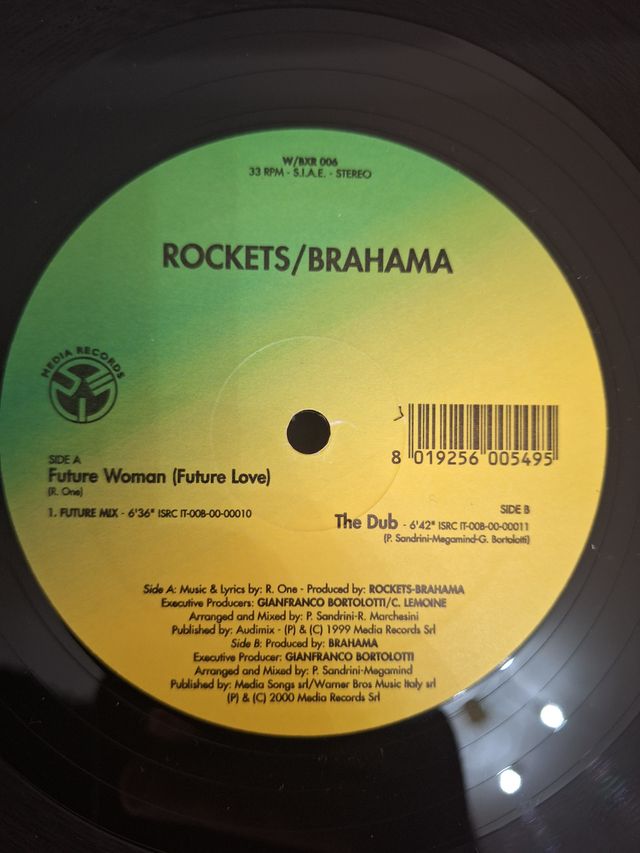 W/BXR 006
33 RPM - S.I.A.E. - STEREO
ROCKETS/BRAHAMA
MEDIA RECORDS
8 019256 005495
SIDE A
Future Woman (Future Love)
(R. One)
1. FUTURE MIX - 6'36" ISRC IT-00B-00-00010
SIDE B
The Dub - 6'42" ISRC IT-00B-00-00011
(P. Sandrini-Megamind-G. Bortolotti)
Side A: Music & Lyrics by: R. One - Produced by: ROCKETS-BRAHAMA
Executive Producers: GIANFRANCO BORTOLOTTI/C. LEMOINE
Arranged and Mixed by: P. Sandrini-R. Marchesini
Published by: Audimix - (P) & (C) 1999 Media Records Srl
Side B: Produced by: BRAHAMA
Executive Producer: GIANFRANCO BORTOLOTTI
Arranged and Mixed by: P. Sandrini-Megamind
Published by: Media Songs srl/Warner Bros Music Italy srl
(P) & (C) 2000 Media Records Srl